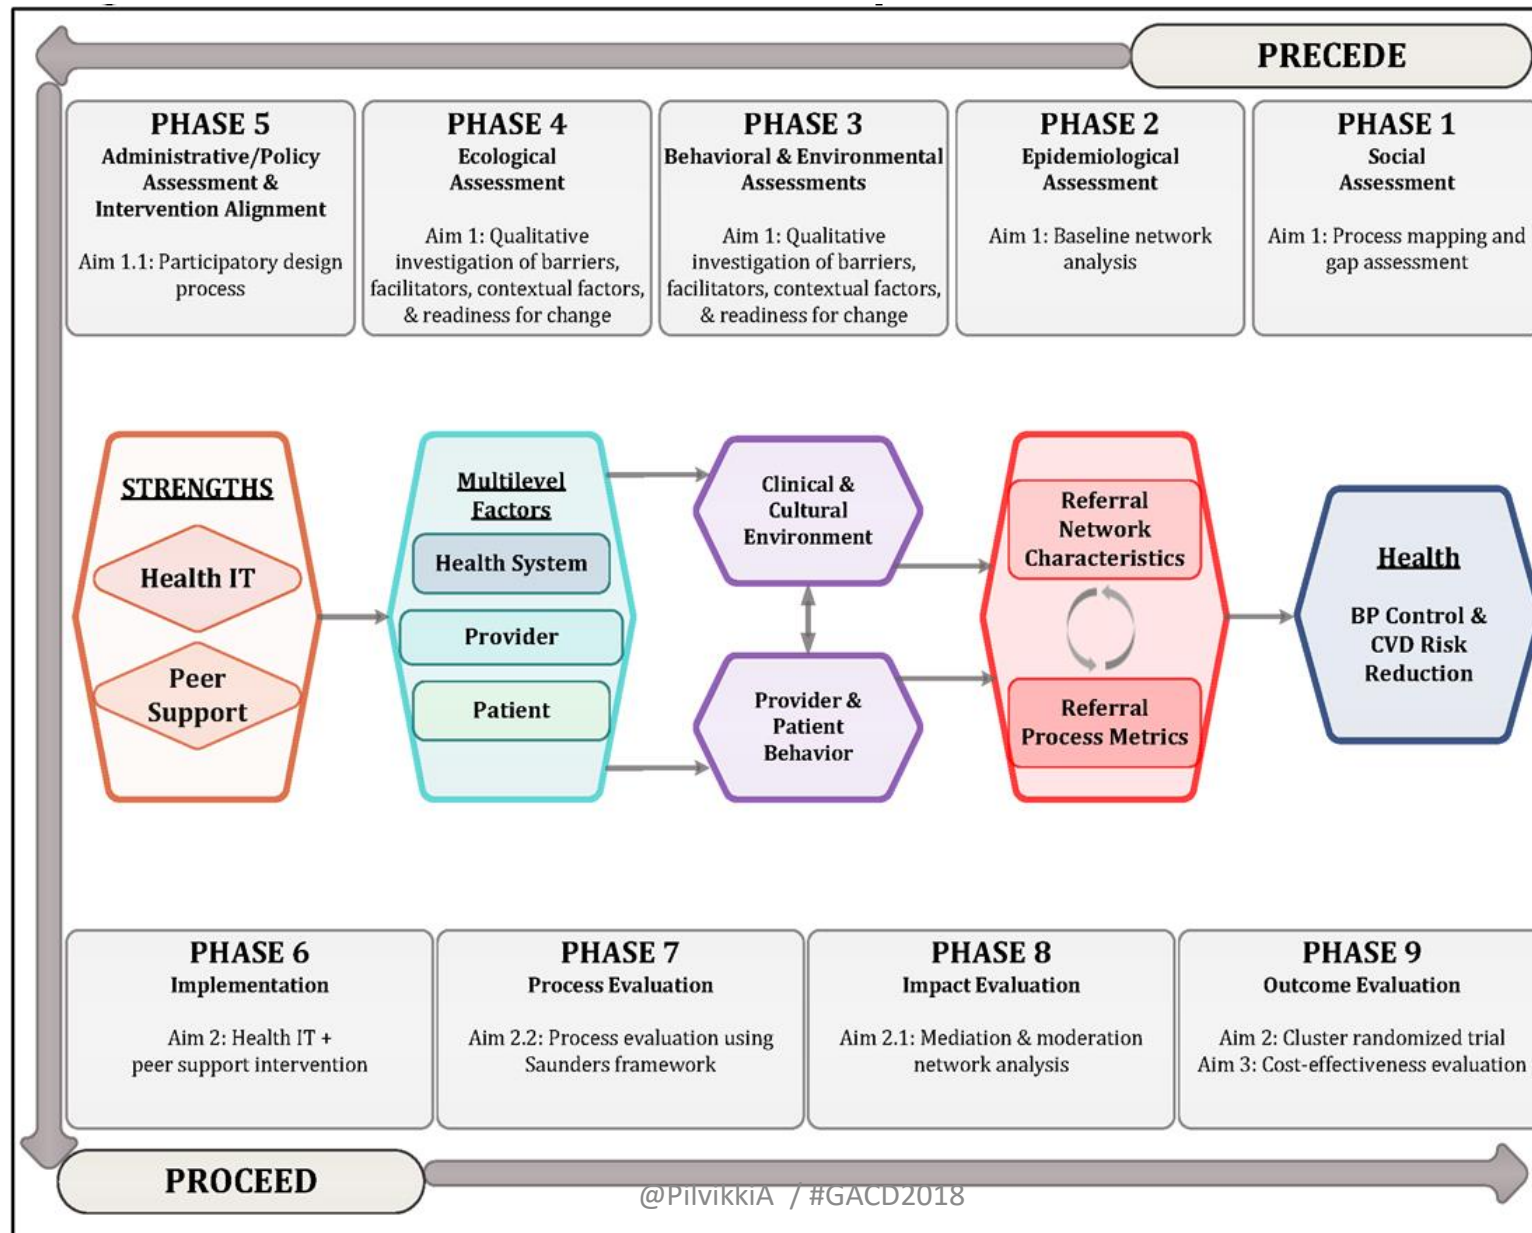 PRECEDE
PHASE 5
Administrative/Policy
Assessment &
Intervention Alignment
Aim 1.1: Participatory design
process
PHASE 4
Ecological
Assessment
Aim 1: Qualitative
investigation of barriers,
facilitators, contextual factors,
& readiness for change
PHASE 3
Behavioral & Environmental
Assessments
Aim 1: Qualitative
investigation of barriers,
facilitators, contextual factors,
& readiness for change
PHASE 2
Epidemiological
Assessment
Aim 1: Baseline network
analysis
PHASE 1
Social
Assessment
Aim 1: Process mapping and
gap assessment
STRENGTHS
Health IT
Peer
Support
Multilevel
Factors
Health System
Provider
Patient
Clinical &
Cultural
Environment
Provider &
Patient
Behavior
Referral
Network
Characteristics
Referral
Process Metrics
Health
BP Control &
CVD Risk
Reduction
PHASE 6
Implementation
Aim 2: Health IT +
peer support intervention
PHASE 7
Process Evaluation
Aim 2.2: Process evaluation using
Saunders framework
PHASE 8
Impact Evaluation
Aim 2.1: Mediation & moderation
network analysis
PHASE 9
Outcome Evaluation
Aim 2: Cluster randomized trial
Aim 3: Cost-effectiveness evaluation
PROCEED
@PilvikkiA / #GACD2018